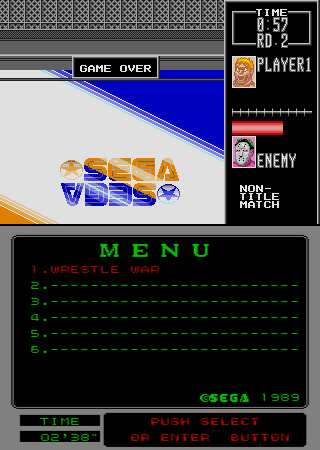 TIME
0:57
RD.2
GAME OVER
PLAYER1
SEGA
SEGA
ENEMY
NON-
TITLE
MATCH
MENU
1.WRESTLE WAR
2.--------------------------
3.--------------------------
4.--------------------------
5.--------------------------
6.--------------------------
©SEGA 1989
TIME
02'38"
PUSH SELECT
OR ENTER BUTTON